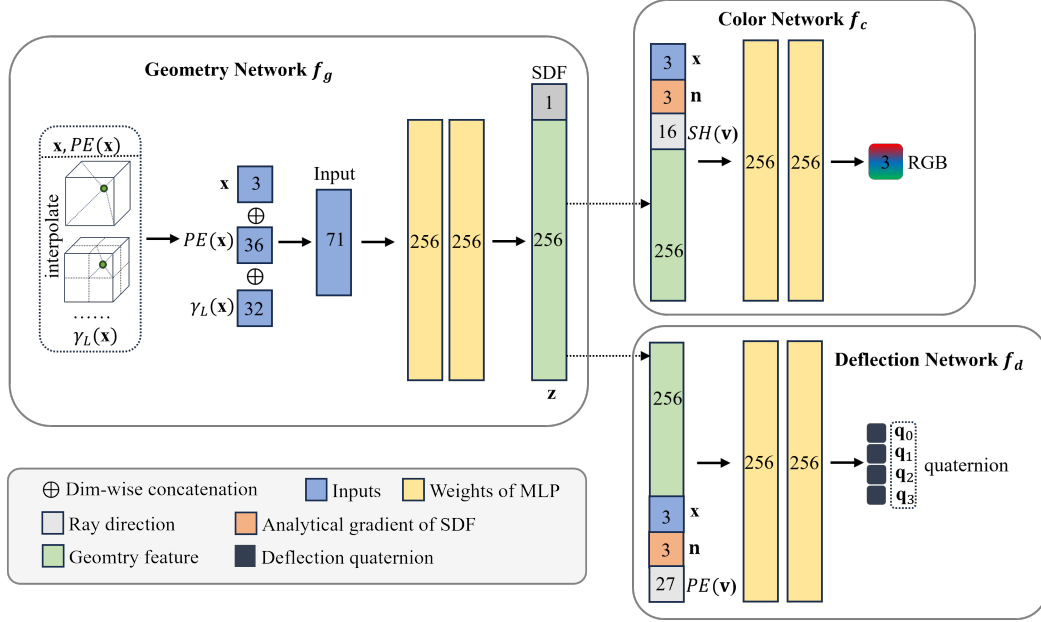 Geometry Network f_g
x, PE(x)
interpolate
......
γ_L(x)
x
3
⊕
PE(x)
36
⊕
γ_L(x)
32
Input
71
256
256
SDF
1
256
z
Color Network f_c
3
x
3
n
16
SH(v)
256
256
256
3
RGB
Deflection Network f_d
256
3
x
3
n
27
PE(v)
256
256
q_0
q_1
q_2
q_3
quaternion
⊕ Dim-wise concatenation
Inputs
Weights of MLP
Ray direction
Analytical gradient of SDF
Geomtry feature
Deflection quaternion